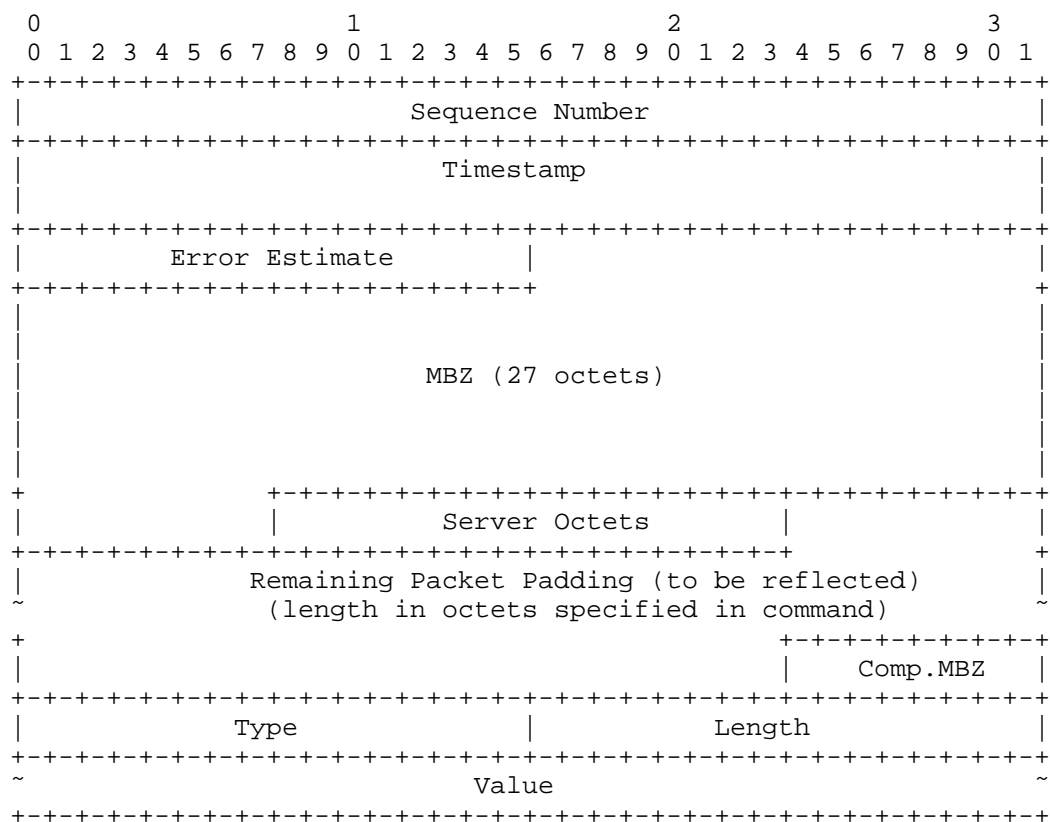 0                   1                   2                   3
 0 1 2 3 4 5 6 7 8 9 0 1 2 3 4 5 6 7 8 9 0 1 2 3 4 5 6 7 8 9 0 1
+-+-+-+-+-+-+-+-+-+-+-+-+-+-+-+-+-+-+-+-+-+-+-+-+-+-+-+-+-+-+-+-+
|                        Sequence Number                        |
+-+-+-+-+-+-+-+-+-+-+-+-+-+-+-+-+-+-+-+-+-+-+-+-+-+-+-+-+-+-+-+-+
|                          Timestamp                            |
|                                                               |
+-+-+-+-+-+-+-+-+-+-+-+-+-+-+-+-+-+-+-+-+-+-+-+-+-+-+-+-+-+-+-+-+
|         Error Estimate        |                               |
+-+-+-+-+-+-+-+-+-+-+-+-+-+-+-+-+                               +
|                                                               |
|                                                               |
|                         MBZ (27 octets)                       |
|                                                               |
|                                                               |
|                                                               |
+               +-+-+-+-+-+-+-+-+-+-+-+-+-+-+-+-+-+-+-+-+-+-+-+-+
|               |          Server Octets        |               |
+-+-+-+-+-+-+-+-+-+-+-+-+-+-+-+-+-+-+-+-+-+-+-+-+               +
|              Remaining Packet Padding (to be reflected)       |
~               (length in octets specified in command)         ~
+                                               +-+-+-+-+-+-+-+-+
|                                               |    Comp.MBZ   |
+-+-+-+-+-+-+-+-+-+-+-+-+-+-+-+-+-+-+-+-+-+-+-+-+-+-+-+-+-+-+-+-+
|             Type              |           Length              |
+-+-+-+-+-+-+-+-+-+-+-+-+-+-+-+-+-+-+-+-+-+-+-+-+-+-+-+-+-+-+-+-+
~                            Value                              ~
+-+-+-+-+-+-+-+-+-+-+-+-+-+-+-+-+-+-+-+-+-+-+-+-+-+-+-+-+-+-+-+-+